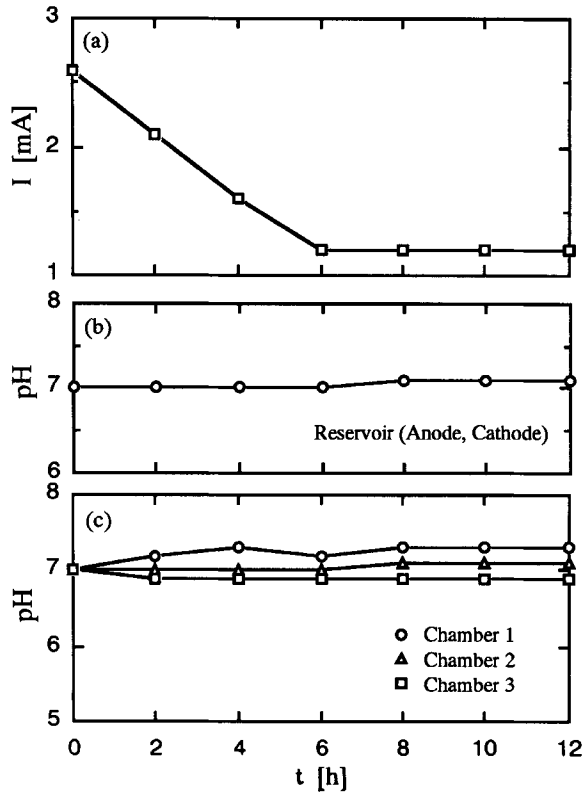 3
(a)
2
I [mA]
1
8
(b)
pH
7
Reservoir (Anode, Cathode)
6
8
(c)
7
pH
6
Chamber 1
Chamber 2
Chamber 3
5
0 2 4 6 8 10 12
t [h]